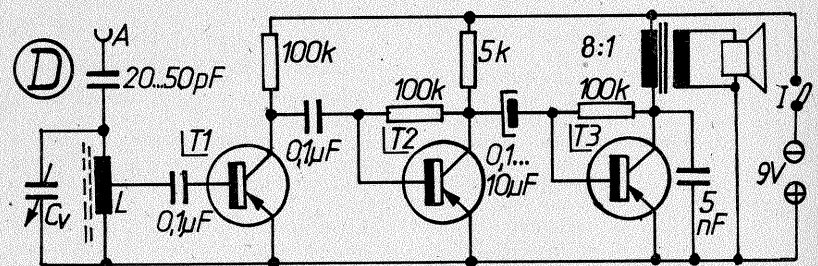 D
A
20...50pF
Cv
L
0,1µF
T1
100k
0,1µF
100k
T2
5k
0,1...
10µF
100k
T3
8:1
5
nF
I
9V